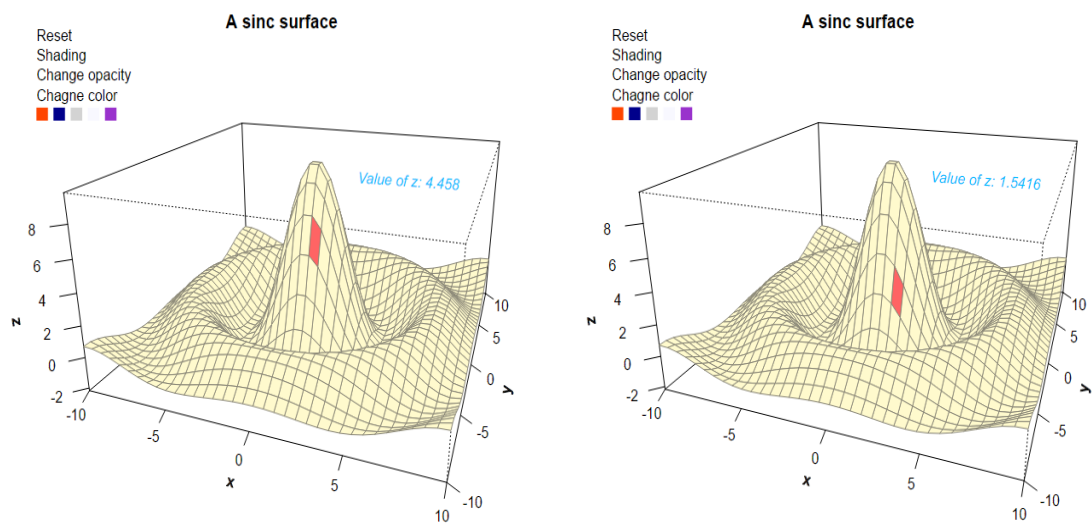 A sinc surface
Reset
Shading
Change opacity
Chagne color
Value of z: 4.458
8
6
4
2
0
-2
z
-10
-5
0
5
10
x
10
5
0
-5
-10
y
A sinc surface
Reset
Shading
Change opacity
Chagne color
Value of z: 1.5416
8
6
4
2
0
-2
z
-10
-5
0
5
10
x
10
5
0
-5
-10
y